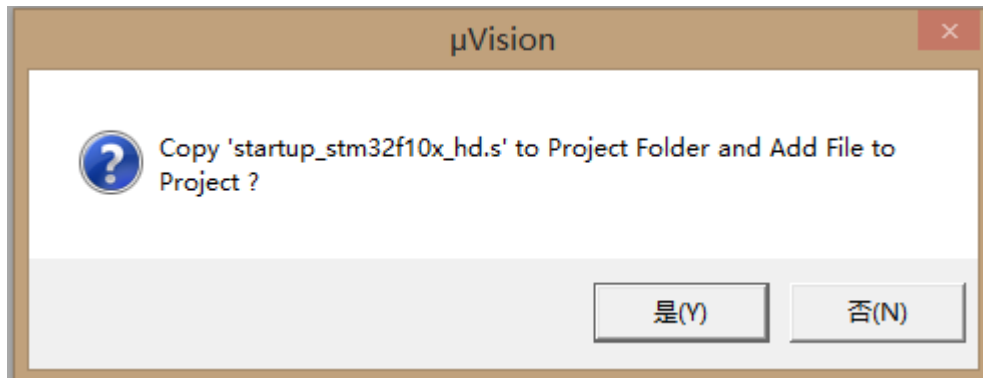 µVision
Copy 'startup_stm32f10x_hd.s' to Project Folder and Add File to
Project ?
是(Y)
否(N)